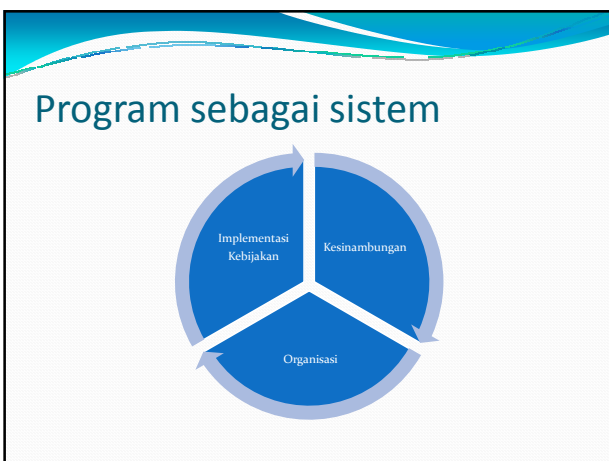 Program sebagai sistem
Implementasi
Kebijakan
Kesinambungan
Organisasi